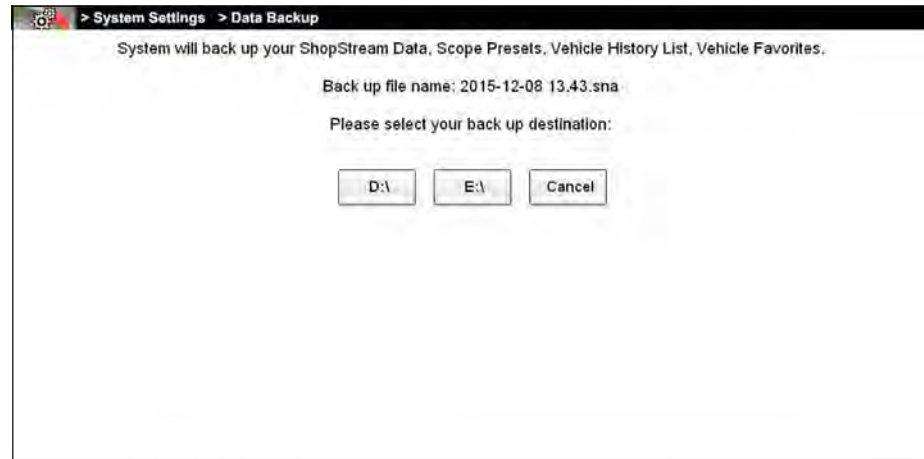 > System Settings > Data Backup
System will back up your ShopStream Data, Scope Presets, Vehicle History List, Vehicle Favorites.
Back up file name: 2015-12-08 13.43.sna
Please select your back up destination:
D:\ E:\ Cancel